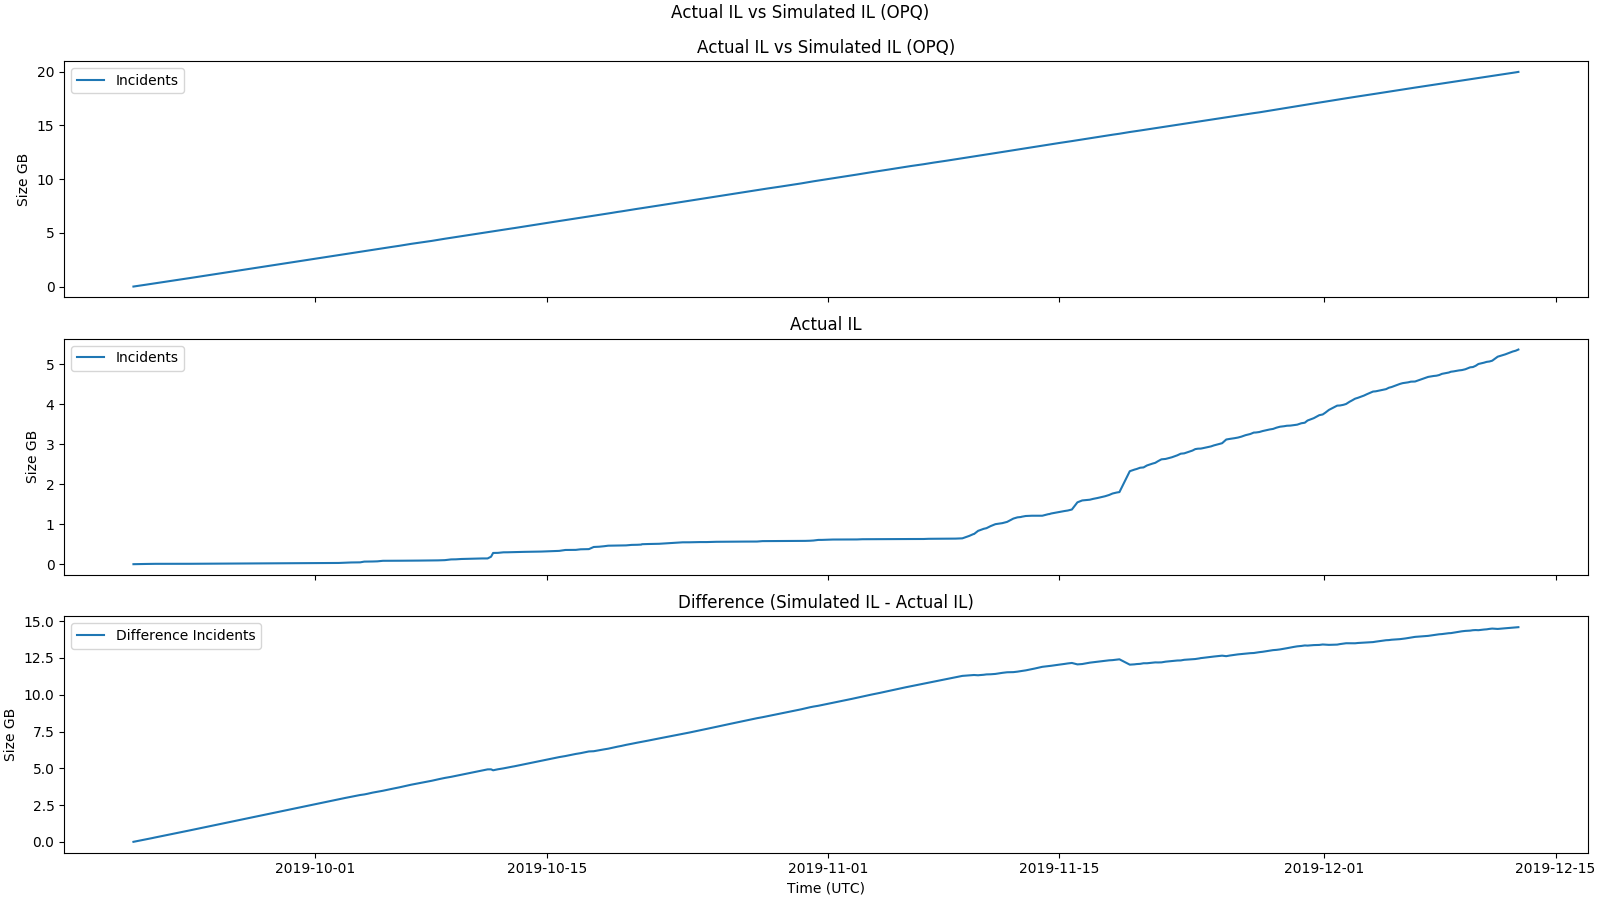 Actual IL vs Simulated IL (OPQ)
Actual IL vs Simulated IL (OPQ)
Incidents
Size GB
20
15
10
5
0
Actual IL
Incidents
Size GB
5
4
3
2
1
0
Difference (Simulated IL - Actual IL)
Difference Incidents
Size GB
15.0
12.5
10.0
7.5
5.0
2.5
0.0
2019-10-01 2019-10-15 2019-11-01 2019-11-15 2019-12-01 2019-12-15
Time (UTC)